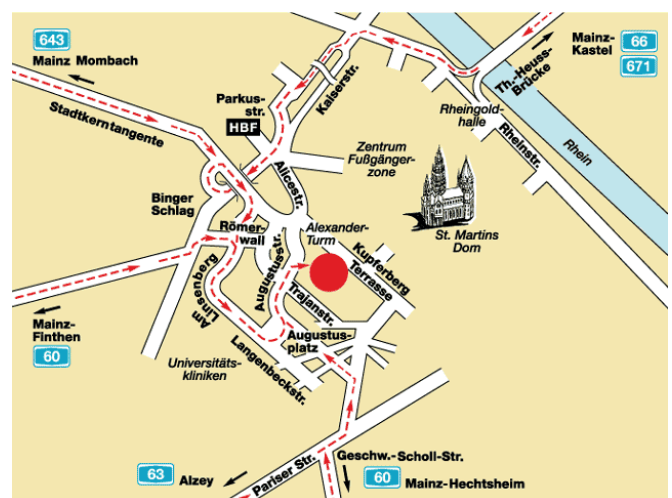 643
Mainz Mombach
Stadtkerntangente
Parkus-
str.
HBF
Kaiserstr.
Mainz-
Kastel
66
671
Th.-Heuss-
Brücke
Rheingold-
halle
Rheinstr.
Rhein
Zentrum
Fußgänger-
zone
Alicestr.
Binger
Schlag
Römer-
wall
Alexander-
Turm
St. Martins
Dom
Kupferberg
Terrasse
Augustusstr.
Am
Linsenberg
Trajanstr.
Mainz-
Finthen
60
Augustus-
platz
Universitäts-
kliniken
Langenbeckstr.
63
Alzey
Pariser Str.
Geschw.-Scholl-Str.
60
Mainz-Hechtsheim